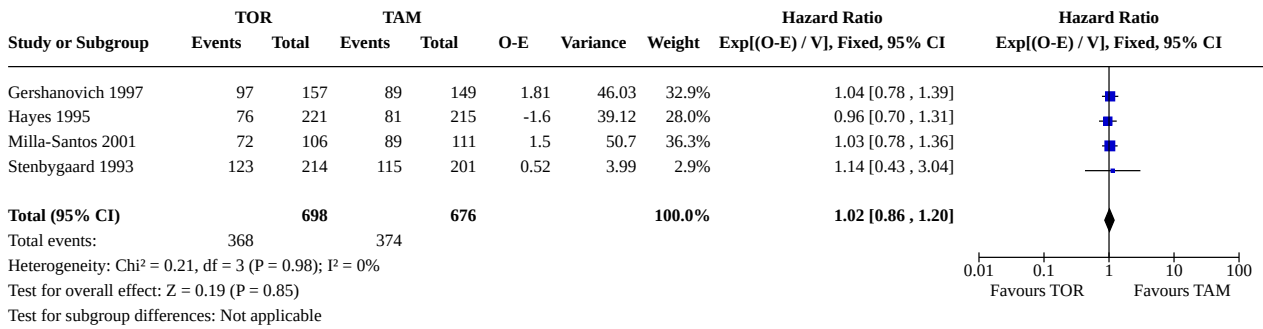 TOR TAM Hazard Ratio Hazard Ratio
Study or Subgroup Events Total Events Total O-E Variance Weight Exp[(O-E) / V], Fixed, 95% CI Exp[(O-E) / V], Fixed, 95% CI
Gershanovich 1997 97 157 89 149 1.81 46.03 32.9% 1.04 [0.78 , 1.39]
Hayes 1995 76 221 81 215 -1.6 39.12 28.0% 0.96 [0.70 , 1.31]
Milla-Santos 2001 72 106 89 111 1.5 50.7 36.3% 1.03 [0.78 , 1.36]
Stenbygaard 1993 123 214 115 201 0.52 3.99 2.9% 1.14 [0.43 , 3.04]
Total (95% CI) 698 676 100.0% 1.02 [0.86 , 1.20]
Total events: 368 374
Heterogeneity: Chi² = 0.21, df = 3 (P = 0.98); I² = 0%
0.01 0.1 1 10 100
Test for overall effect: Z = 0.19 (P = 0.85) Favours TOR Favours TAM
Test for subgroup differences: Not applicable